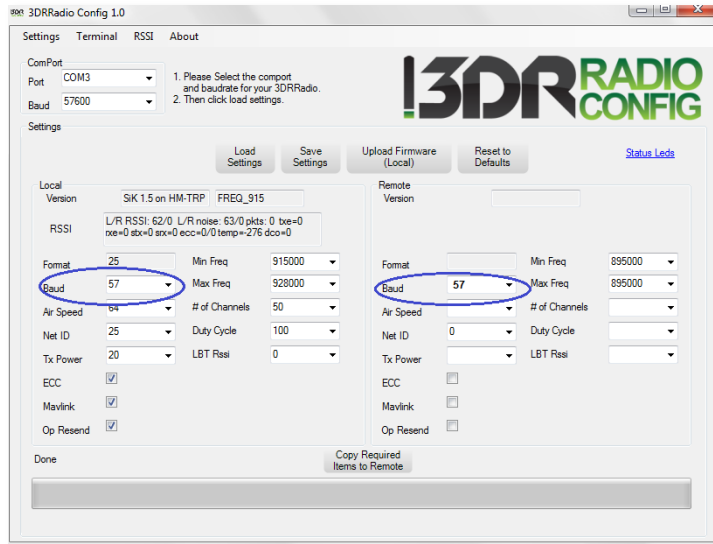 3DR 3DRRadio Config 1.0
Settings Terminal RSSI About
ComPort
Port COM3
Baud 57600
1. Please Select the comport
and baudrate for your 3DRRadio.
2. Then click load settings.
3DR RADIO
CONFIG
Settings
Load
Settings
Save
Settings
Upload Firmware
(Local)
Reset to
Defaults
Status Leds
Local
Version SiK 1.5 on HM-TRP FREQ_915
RSSI
L/R RSSI: 62/0 L/R noise: 63/0 pkts: 0 txe=0
rxe=0 stx=0 srx=0 ecc=0/0 temp=-276 dco=0
Format 25 Min Freq 915000
Baud 57 Max Freq 928000
Air Speed 64 # of Channels 50
Net ID 25 Duty Cycle 100
Tx Power 20 LBT Rssi 0
ECC
Mavlink
Op Resend
Remote
Version
Format Min Freq 895000
Baud 57 Max Freq 895000
Air Speed # of Channels
Net ID 0 Duty Cycle
Tx Power LBT Rssi
ECC
Mavlink
Op Resend
Done
Copy Required
Items to Remote